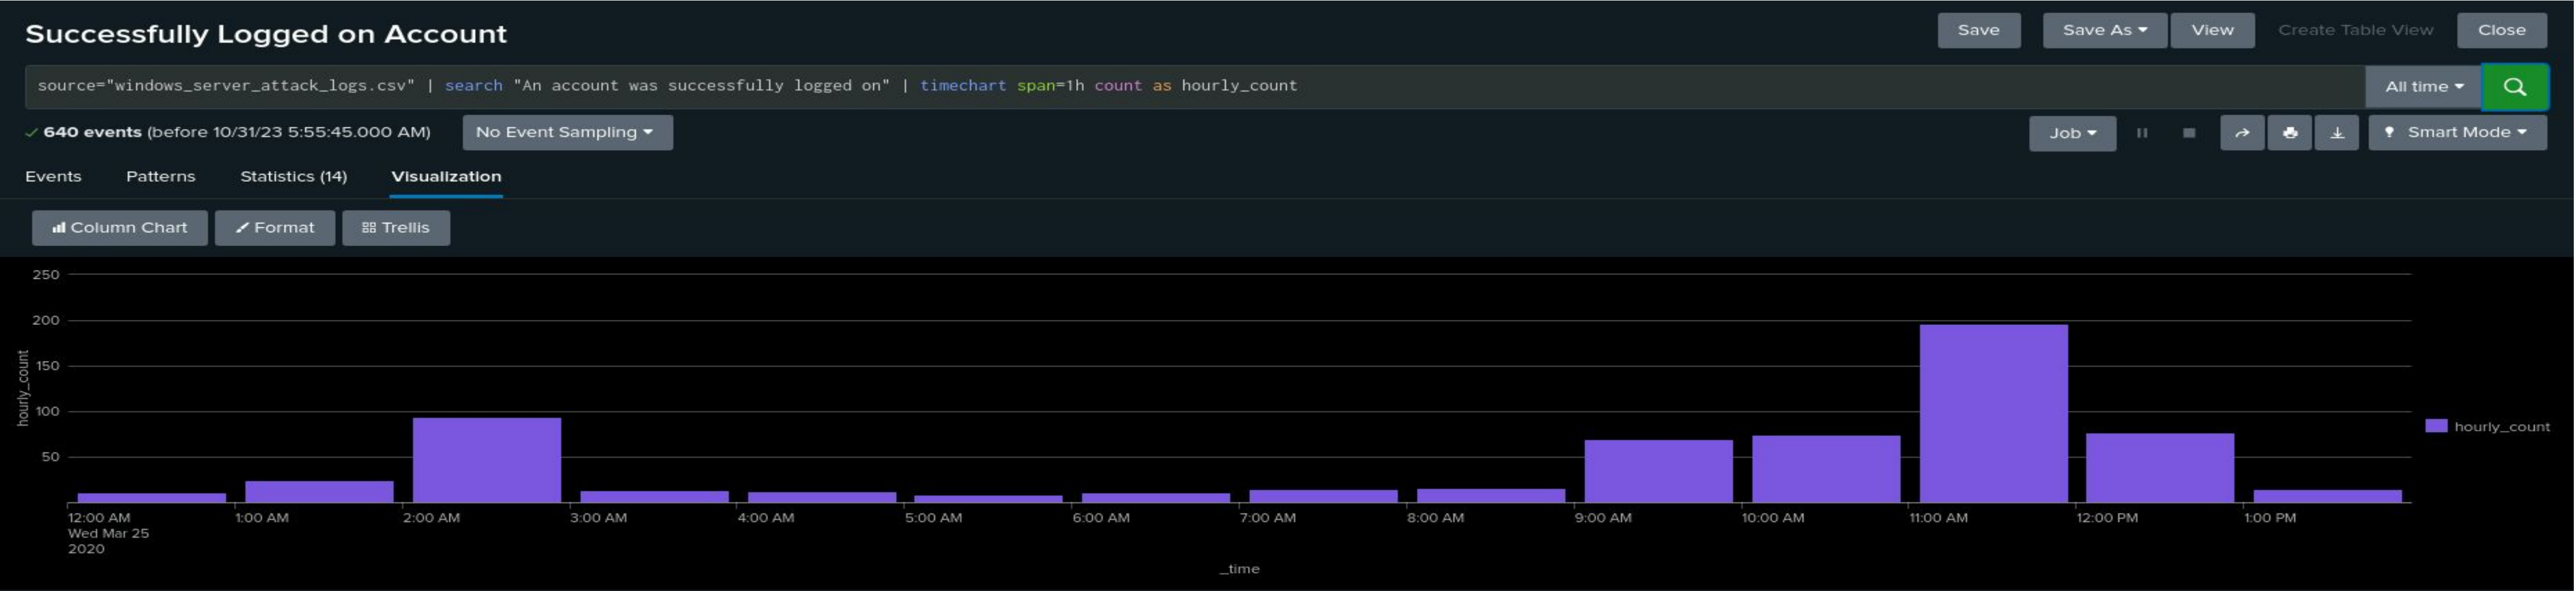 Successfully Logged on Account
Save
Save As
View
Create Table View
Close
source="windows_server_attack_logs.csv" | search "An account was successfully logged on" | timechart span=1h count as hourly_count
All time
640 events (before 10/31/23 5:55:45.000 AM)
No Event Sampling
Job
Smart Mode
Events
Patterns
Statistics (14)
Visualization
Column Chart
Format
Trellis
250
200
150
100
50
hourly_count
hourly_count
12:00 AM
Wed Mar 25
2020
1:00 AM
2:00 AM
3:00 AM
4:00 AM
5:00 AM
6:00 AM
7:00 AM
8:00 AM
9:00 AM
10:00 AM
11:00 AM
12:00 PM
1:00 PM
_time